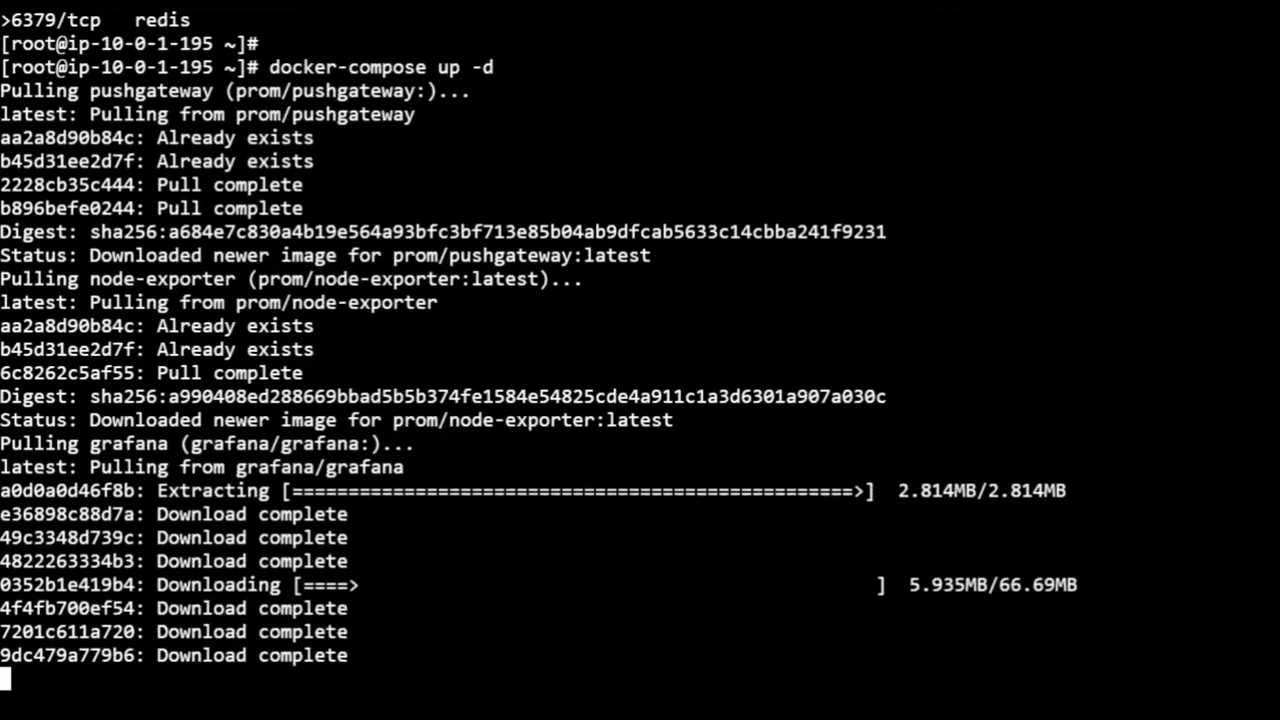 >6379/tcp   redis
[root@ip-10-0-1-195 ~]#
[root@ip-10-0-1-195 ~]# docker-compose up -d
Pulling pushgateway (prom/pushgateway:)...
latest: Pulling from prom/pushgateway
aa2a8d90b84c: Already exists
b45d31ee2d7f: Already exists
2228cb35c444: Pull complete
b896befe0244: Pull complete
Digest: sha256:a684e7c830a4b19e564a93bfc3bf713e85b04ab9dfcab5633c14cbba241f9231
Status: Downloaded newer image for prom/pushgateway:latest
Pulling node-exporter (prom/node-exporter:latest)...
latest: Pulling from prom/node-exporter
aa2a8d90b84c: Already exists
b45d31ee2d7f: Already exists
6c8262c5af55: Pull complete
Digest: sha256:a990408ed288669bbad5b5b374fe1584e54825cde4a911c1a3d6301a907a030c
Status: Downloaded newer image for prom/node-exporter:latest
Pulling grafana (grafana/grafana:)...
latest: Pulling from grafana/grafana
a0d0a0d46f8b: Extracting [==================================================>]  2.814MB/2.814MB
e36898c88d7a: Download complete
49c3348d739c: Download complete
4822263334b3: Download complete
0352b1e419b4: Downloading [====>                                              ]  5.935MB/66.69MB
4f4fb700ef54: Download complete
7201c611a720: Download complete
9dc479a779b6: Download complete